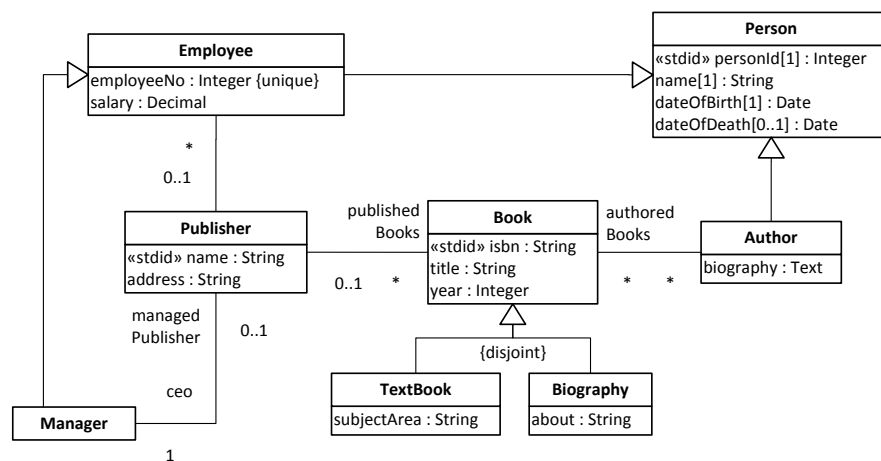 Employee
employeeNo : Integer {unique}
salary : Decimal
Person
«stdid» personId[1] : Integer
name[1] : String
dateOfBirth[1] : Date
dateOfDeath[0..1] : Date
*
0..1
Publisher
«stdid» name : String
address : String
published
Books
0..1
*
Book
«stdid» isbn : String
title : String
year : Integer
authored
Books
*
*
Author
biography : Text
managed
Publisher
0..1
{disjoint}
TextBook
subjectArea : String
Biography
about : String
ceo
Manager
1